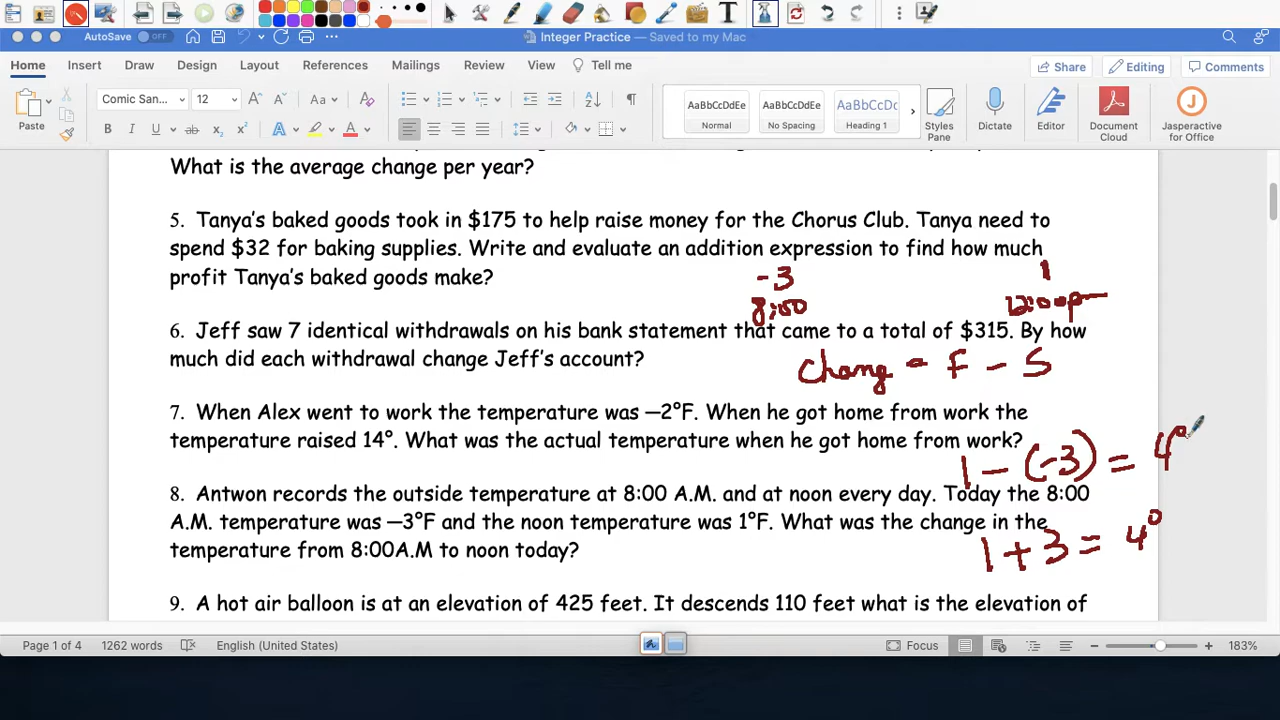 AutoSave OFF
Integer Practice — Saved to my Mac
Home Insert Draw Design Layout References Mailings Review View Tell me
Share Editing Comments
Paste
Comic San... 12
AaBbCcDdEe AaBbCcDdEe AaBbCcDc
Normal No Spacing Heading 1
Styles Pane Dictate Editor Document Cloud Jasperactive for Office
What is the average change per year?
5. Tanya's baked goods took in $175 to help raise money for the Chorus Club. Tanya need to
spend $32 for baking supplies. Write and evaluate an addition expression to find how much
profit Tanya's baked goods make?
-3 1
8:00 12:00p
6. Jeff saw 7 identical withdrawals on his bank statement that came to a total of $315. By how
much did each withdrawal change Jeff's account?
Chang = F - S
7. When Alex went to work the temperature was —2°F. When he got home from work the
temperature raised 14°. What was the actual temperature when he got home from work?
1 - (-3) = 4°
8. Antwon records the outside temperature at 8:00 A.M. and at noon every day. Today the 8:00
A.M. temperature was —3°F and the noon temperature was 1°F. What was the change in the
temperature from 8:00A.M to noon today?
1 + 3 = 4°
9. A hot air balloon is at an elevation of 425 feet. It descends 110 feet what is the elevation of
Page 1 of 4 1262 words English (United States) Focus 183%